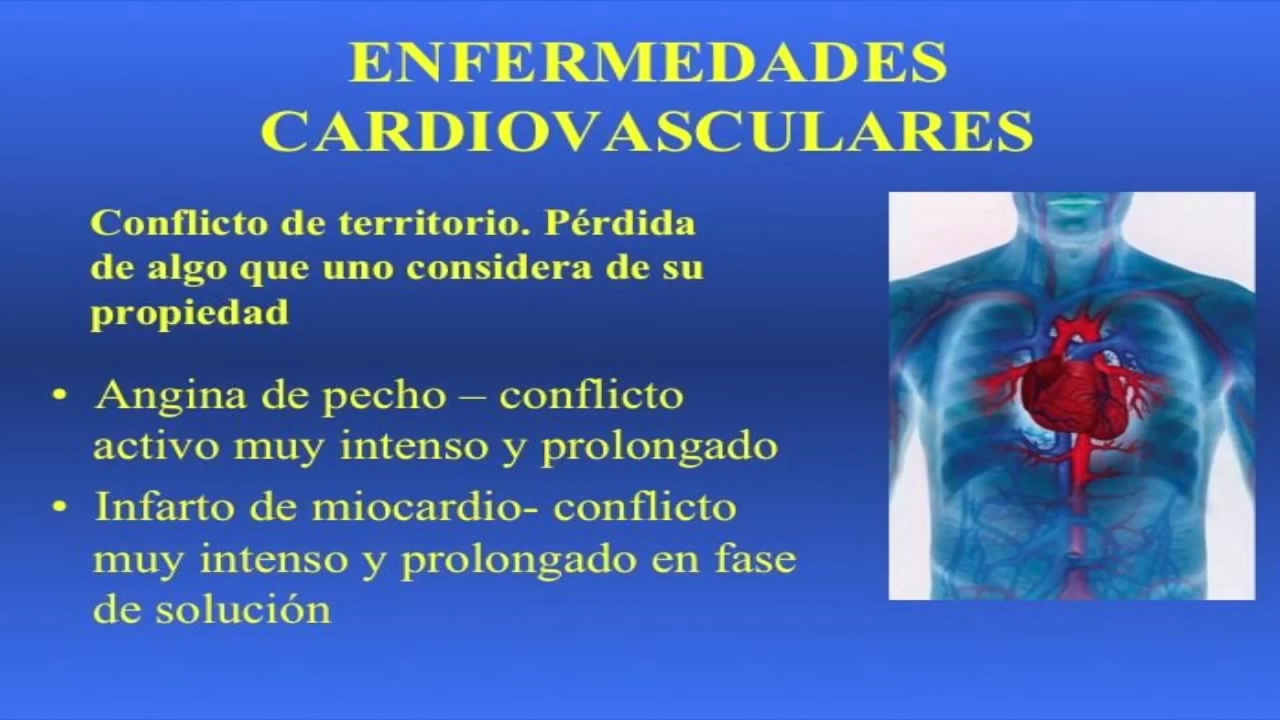 ENFERMEDADES
CARDIOVASCULARES
Conflicto de territorio. Pérdida
de algo que uno considera de su
propiedad
• Angina de pecho – conflicto
activo muy intenso y prolongado
• Infarto de miocardio- conflicto
muy intenso y prolongado en fase
de solución